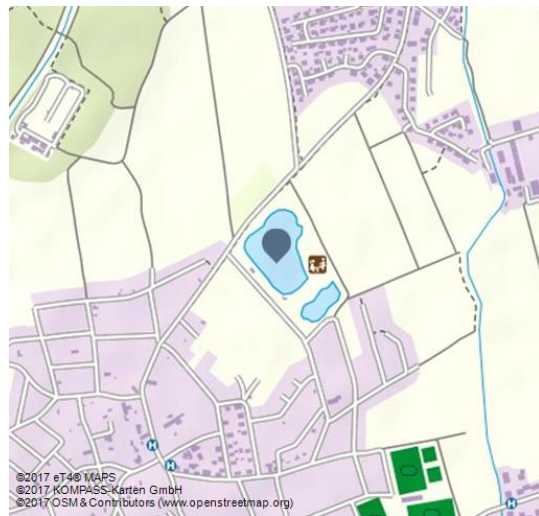 H
H
H
©2017 eT4® MAPS
©2017 KOMPASS-Karten GmbH
©2017 OSM & Contributors (www.openstreetmap.org)